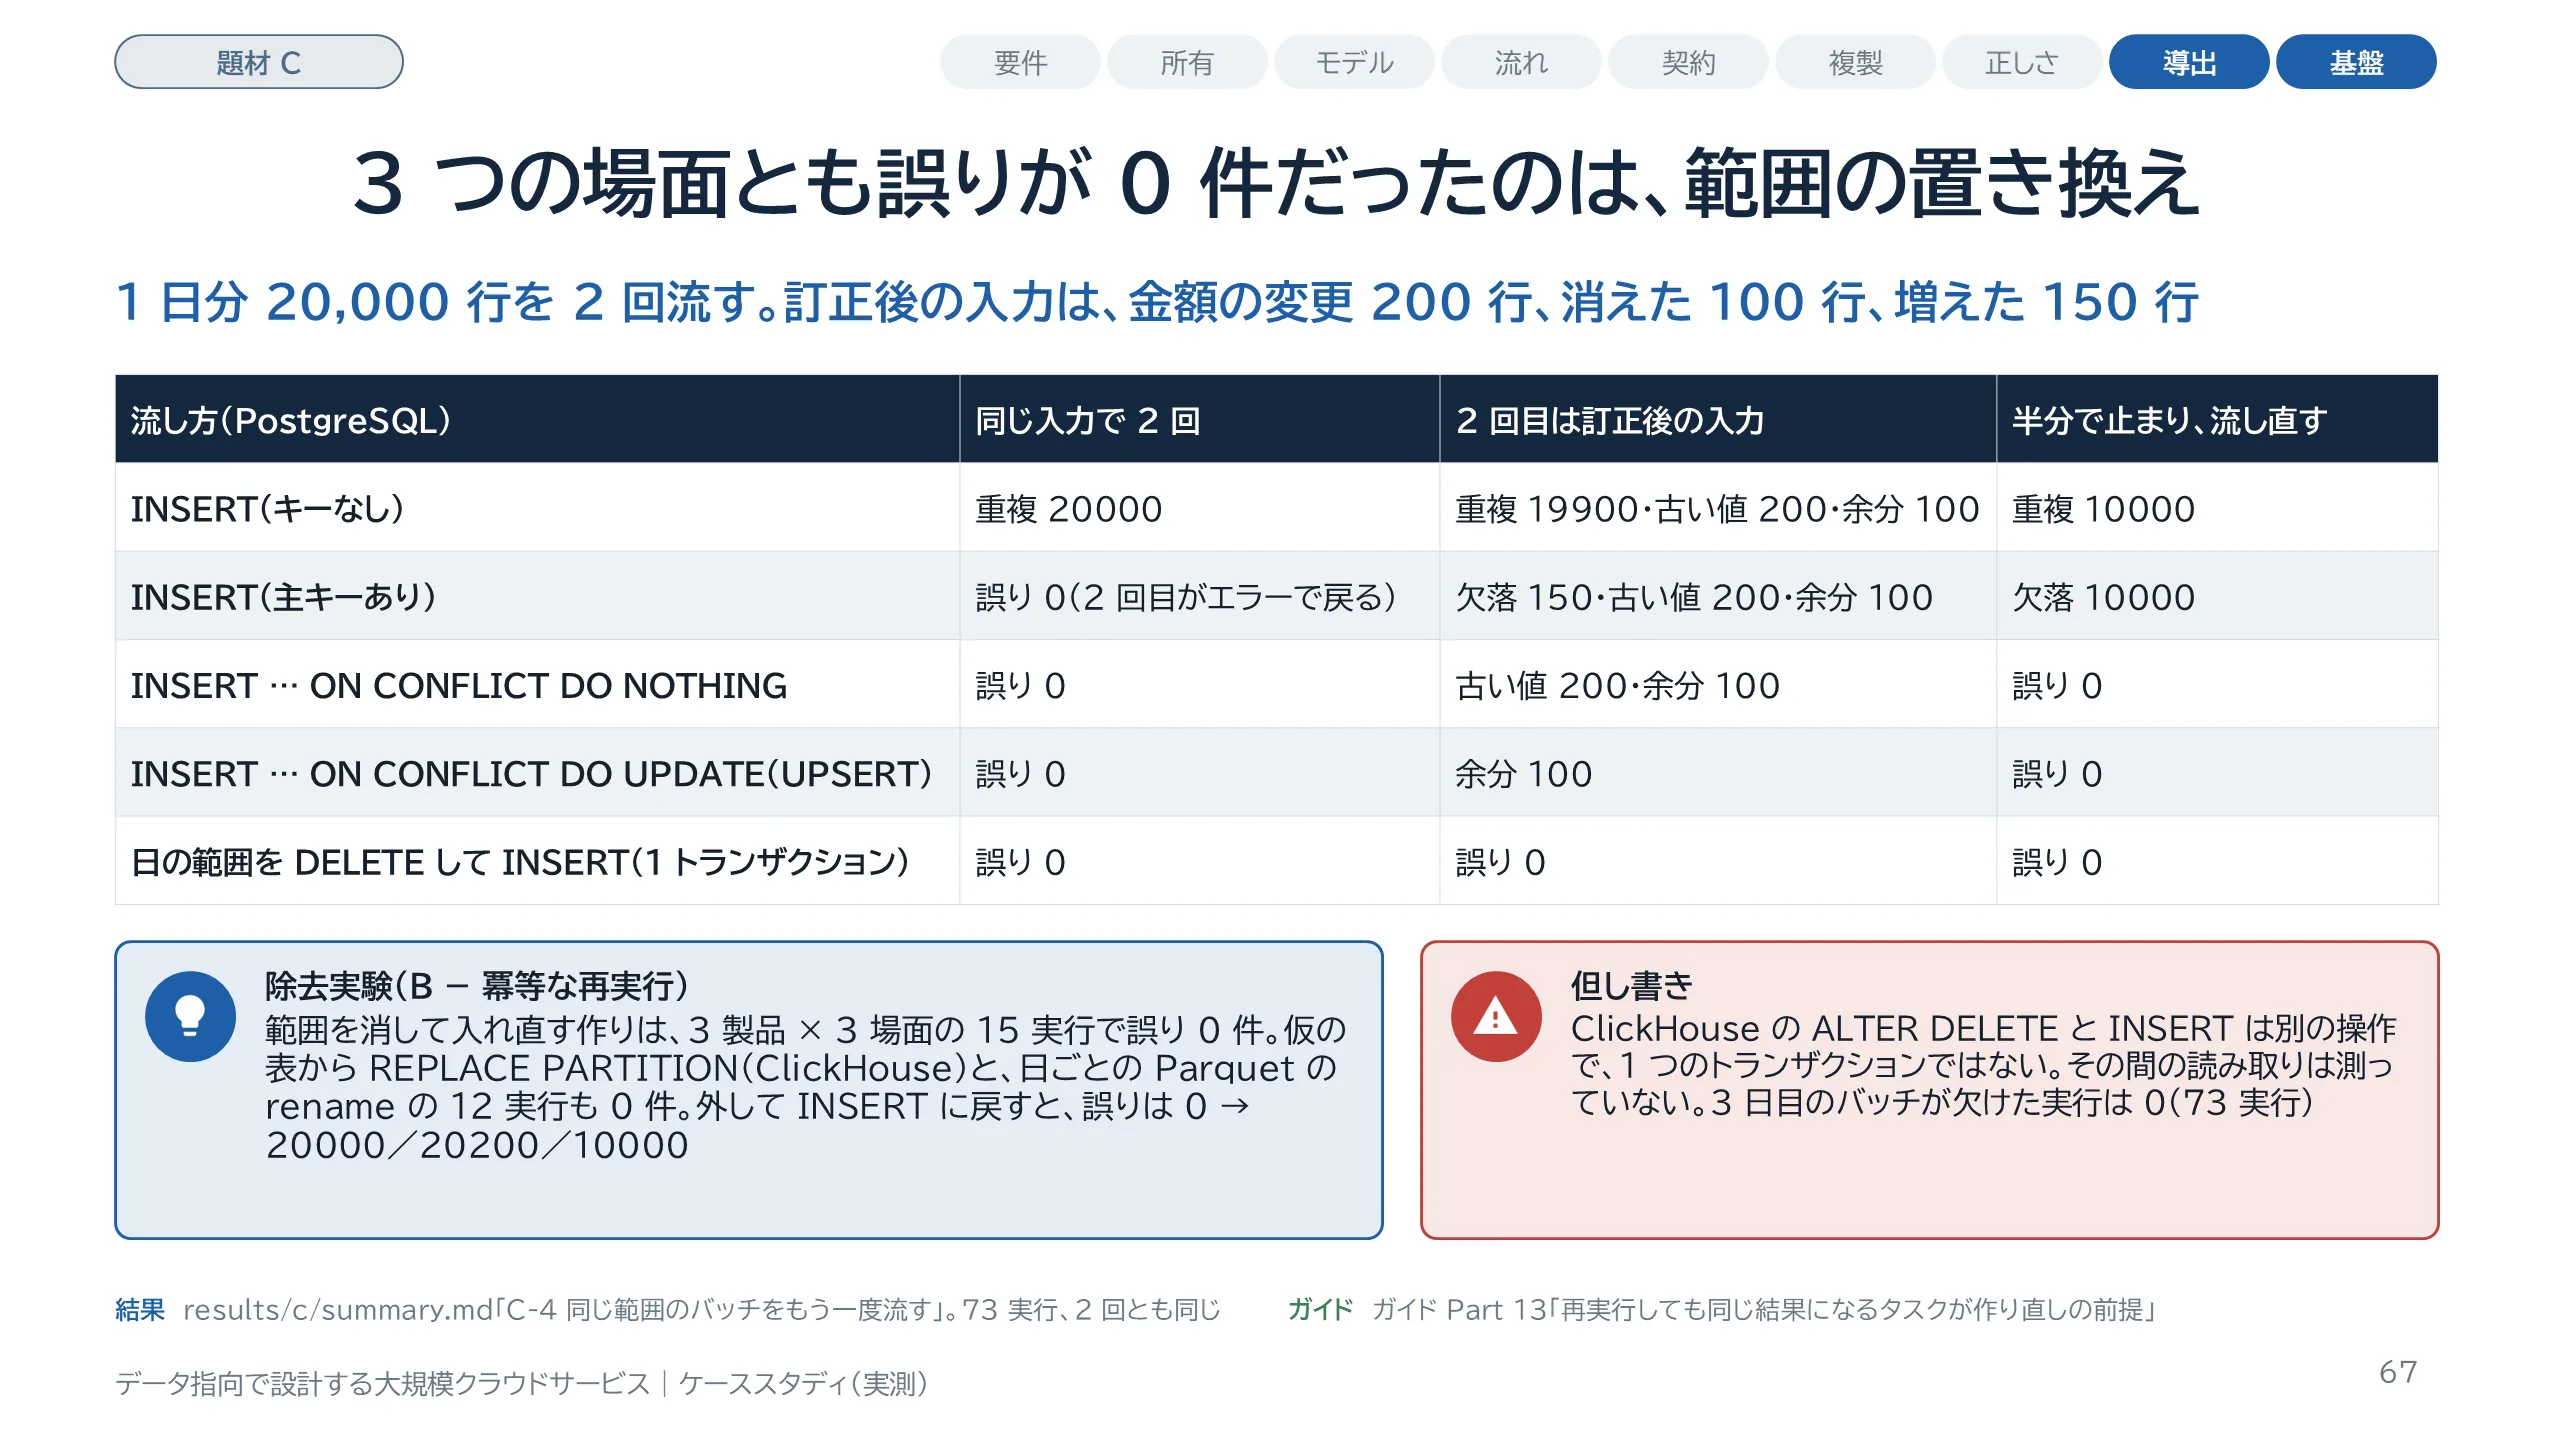 題材 C
要件 所有 モデル 流れ 契約 複製 正しさ 導出 基盤
3 つの場面とも誤りが 0 件だったのは、範囲の置き換え
1 日分 20,000 行を 2 回流す。訂正後の入力は、金額の変更 200 行、消えた 100 行、増えた 150 行
流し方(PostgreSQL) 同じ入力で 2 回 2 回目は訂正後の入力 半分で止まり、流し直す
INSERT(キーなし) 重複 20000 重複 19900・古い値 200・余分 100 重複 10000
INSERT(主キーあり) 誤り 0(2 回目がエラーで戻る) 欠落 150・古い値 200・余分 100 欠落 10000
INSERT … ON CONFLICT DO NOTHING 誤り 0 古い値 200・余分 100 誤り 0
INSERT … ON CONFLICT DO UPDATE(UPSERT) 誤り 0 余分 100 誤り 0
日の範囲を DELETE して INSERT(1 トランザクション) 誤り 0 誤り 0 誤り 0
除去実験(B − 冪等な再実行)
範囲を消して入れ直す作りは、3 製品 × 3 場面の 15 実行で誤り 0 件。仮の
表から REPLACE PARTITION(ClickHouse)と、日ごとの Parquet の
rename の 12 実行も 0 件。外して INSERT に戻すと、誤りは 0 →
20000／20200／10000
但し書き
ClickHouse の ALTER DELETE と INSERT は別の操作
で、1 つのトランザクションではない。その間の読み取りは測っ
ていない。3 日目のバッチが欠けた実行は 0(73 実行)
結果 results/c/summary.md「C-4 同じ範囲のバッチをもう一度流す」。73 実行、2 回とも同じ
ガイド ガイド Part 13「再実行しても同じ結果になるタスクが作り直しの前提」
データ指向で設計する大規模クラウドサービス｜ケーススタディ(実測)
67